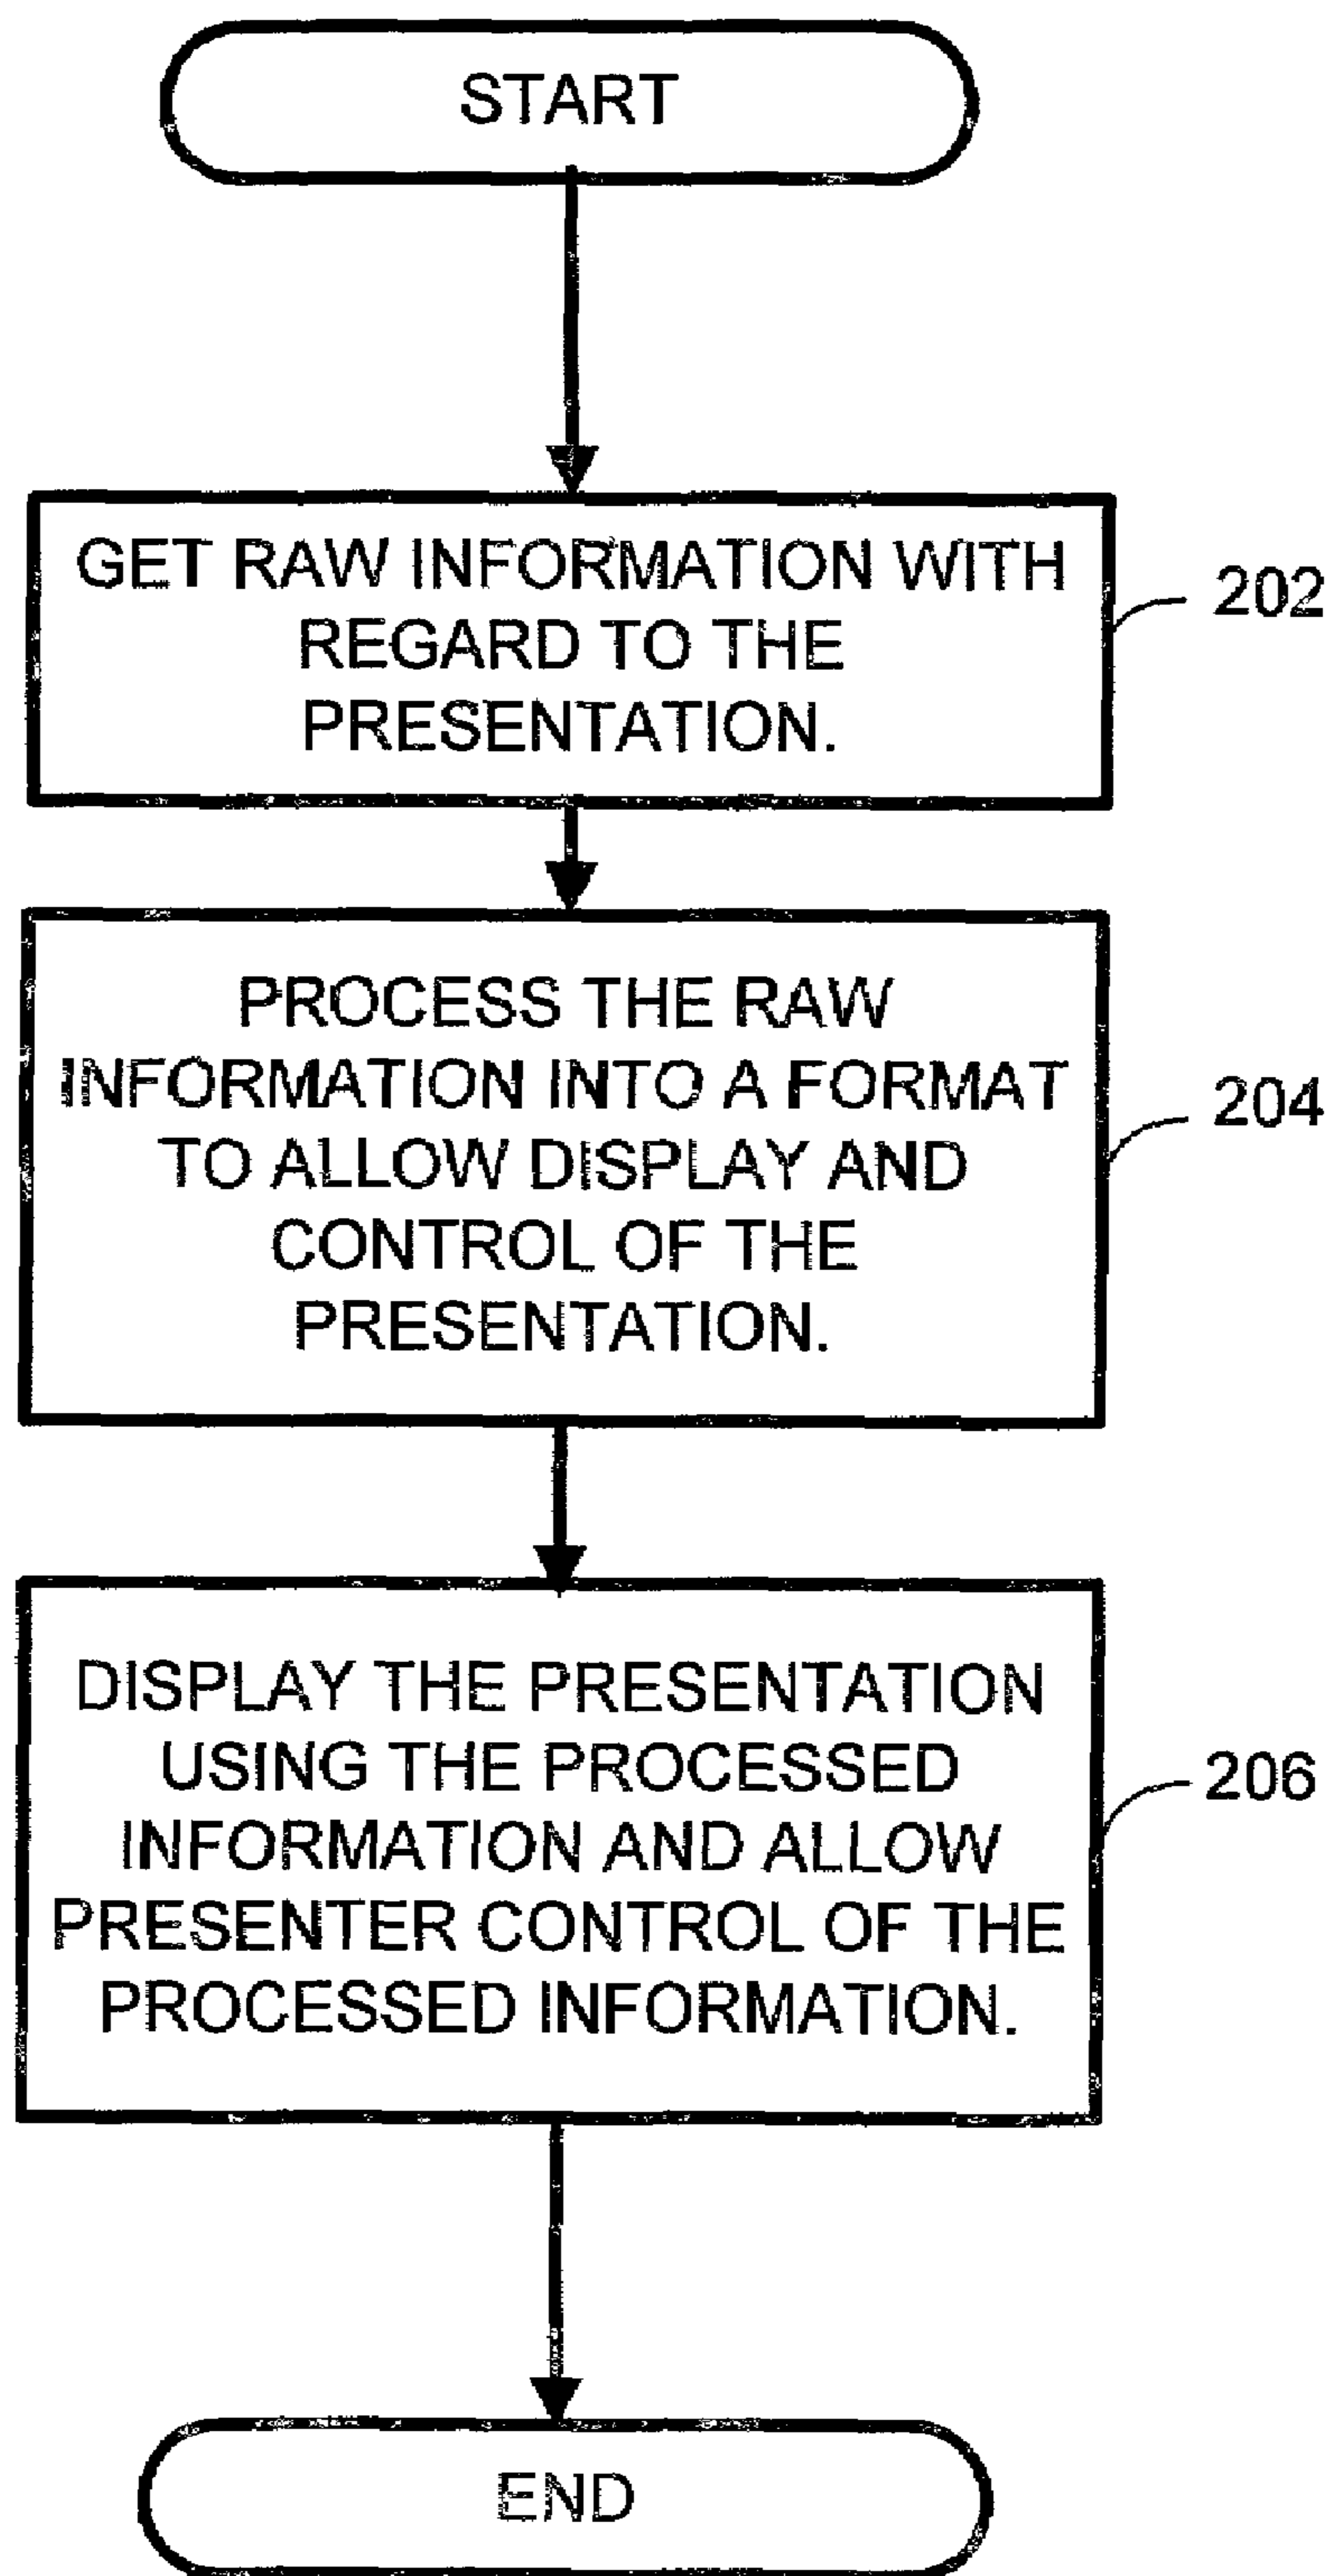 START
GET RAW INFORMATION WITH
REGARD TO THE
PRESENTATION.
202
PROCESS THE RAW
INFORMATION INTO A FORMAT
TO ALLOW DISPLAY AND
CONTROL OF THE
PRESENTATION.
204
DISPLAY THE PRESENTATION
USING THE PROCESSED
INFORMATION AND ALLOW
PRESENTER CONTROL OF THE
PROCESSED INFORMATION.
206
END